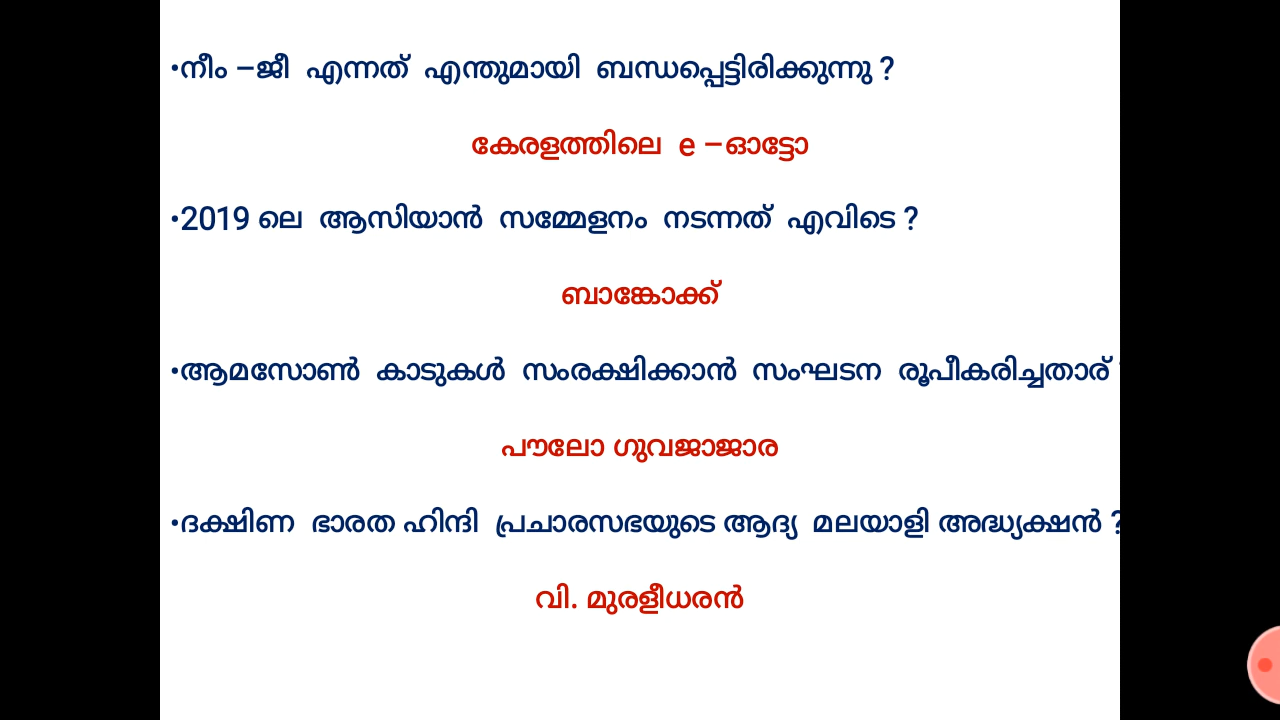 •നീം –ജീ എന്നത് എന്തുമായി ബന്ധപ്പെട്ടിരിക്കുന്നു ?
കേരളത്തിലെ e –ഓട്ടോ
•2019 ലെ ആസിയാൻ സമ്മേളനം നടന്നത് എവിടെ ?
ബാങ്കോക്ക്
•ആമസോൺ കാടുകൾ സംരക്ഷിക്കാൻ സംഘടന രൂപീകരിച്ചതാര് ?
പൗലോ ഗുവജാജാര
•ദക്ഷിണ ഭാരത ഹിന്ദി പ്രചാരസഭയുടെ ആദ്യ മലയാളി അദ്ധ്യക്ഷൻ ?
വി. മുരളീധരൻ